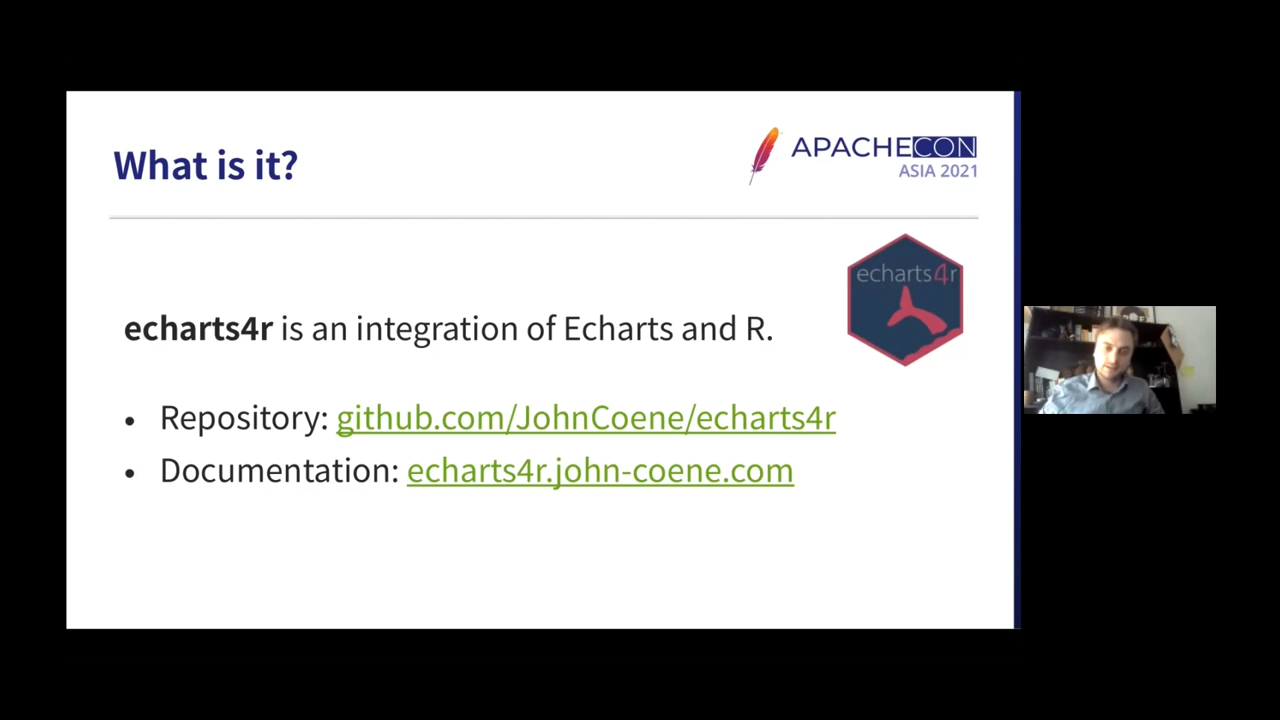 What is it?
APACHECON
ASIA 2021
echarts4r
echarts4r is an integration of Echarts and R.
• Repository: github.com/JohnCoene/echarts4r
• Documentation: echarts4r.john-coene.com